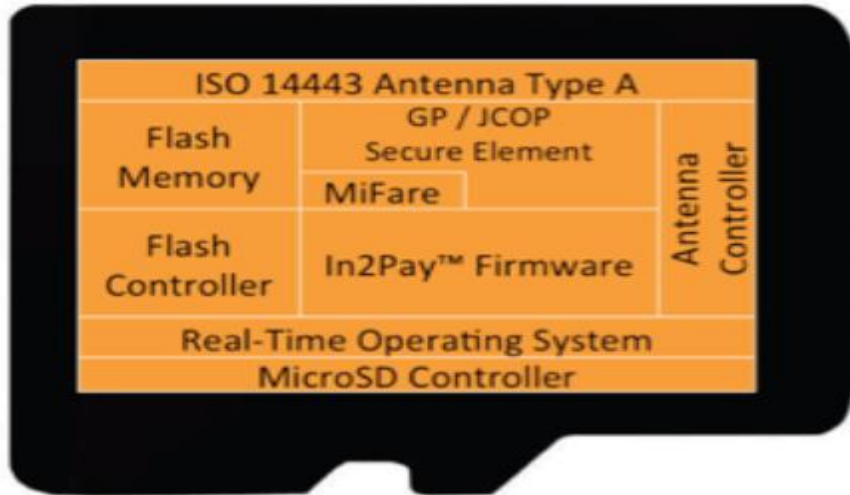 ISO 14443 Antenna Type A
Flash
Memory
GP / JCOP
Secure Element
MiFare
Antenna
Controller
Flash
Controller
In2Pay™ Firmware
Real-Time Operating System
MicroSD Controller